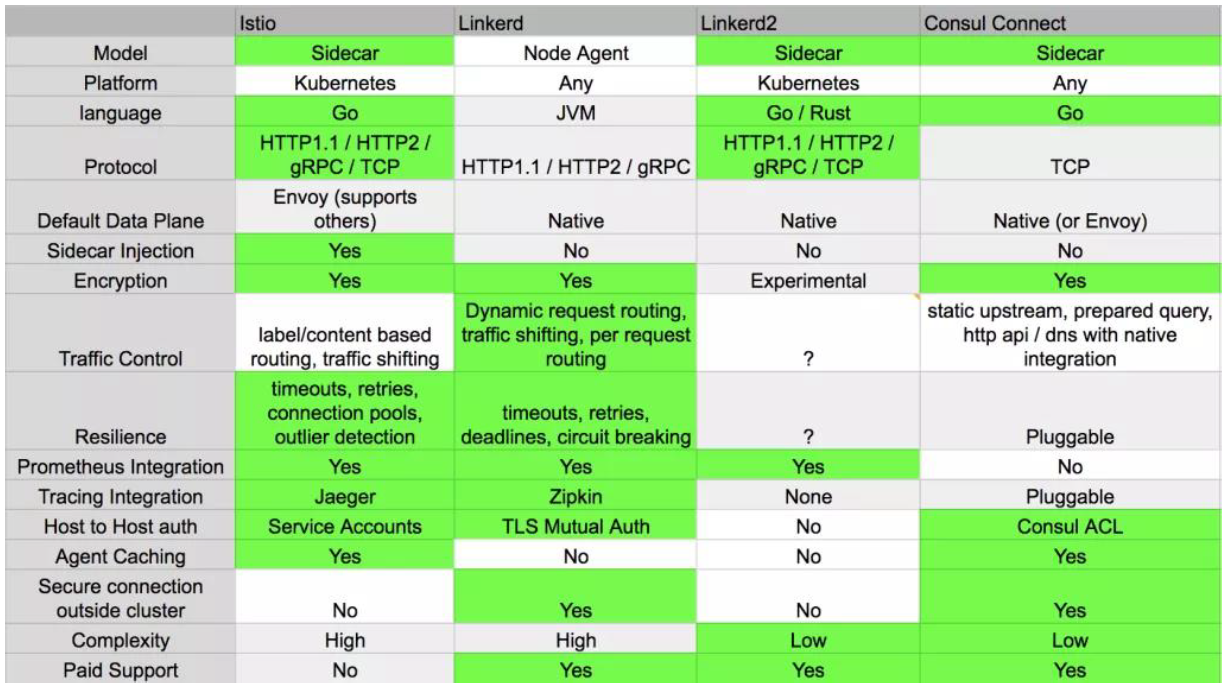 Istio Linkerd Linkerd2 Consul Connect
Model Sidecar Node Agent Sidecar Sidecar
Platform Kubernetes Any Kubernetes Any
language Go JVM Go / Rust Go
HTTP1.1 / HTTP2 / HTTP1.1 / HTTP2 /
Protocol gRPC / TCP HTTP1.1 / HTTP2 / gRPC gRPC / TCP TCP
Envoy (supports
Default Data Plane others) Native Native Native (or Envoy)
Sidecar Injection Yes No No No
Encryption Yes Yes Experimental Yes
Dynamic request routing, static upstream, prepared query,
label/content based traffic shifting, per request http api / dns with native
Traffic Control routing, traffic shifting routing ? integration
timeouts, retries,
connection pools, timeouts, retries,
Resilience outlier detection deadlines, circuit breaking ? Pluggable
Prometheus Integration Yes Yes Yes No
Tracing Integration Jaeger Zipkin None Pluggable
Host to Host auth Service Accounts TLS Mutual Auth No Consul ACL
Agent Caching Yes No No Yes
Secure connection
outside cluster No Yes No Yes
Complexity High High Low Low
Paid Support No Yes Yes Yes